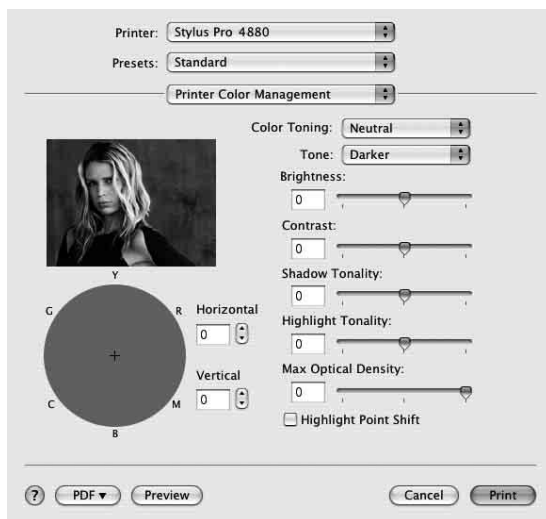 Printer: Stylus Pro 4880
Presets: Standard
Printer Color Management
Color Toning: Neutral
Tone: Darker
Brightness:
0
Contrast:
0
Shadow Tonality:
0
Highlight Tonality:
0
Max Optical Density:
0
Highlight Point Shift
Y
G R
C M
B
Horizontal
0
Vertical
0
? PDF▼ Preview Cancel Print